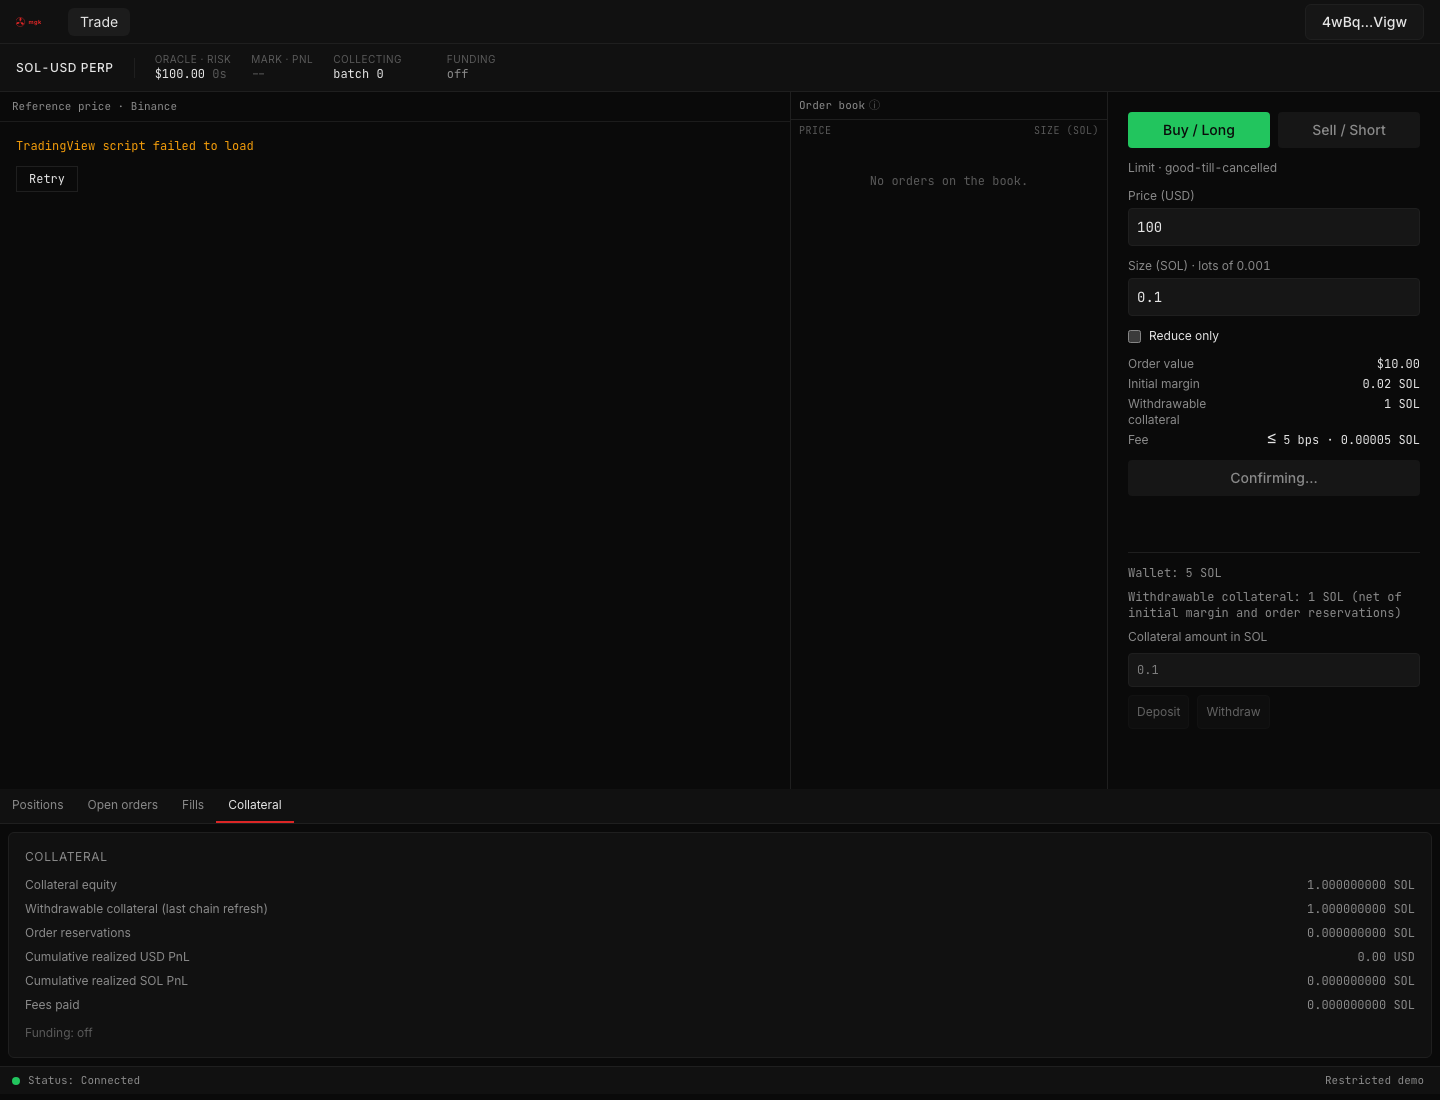 mgk
Trade
4wBq...Vigw
SOL-USD PERP
ORACLE · RISK
$100.00 0s
MARK · PNL
--
COLLECTING
batch 0
FUNDING
off
Reference price · Binance
TradingView script failed to load
Retry
Order book ⓘ
PRICE SIZE (SOL)
No orders on the book.
Buy / Long
Sell / Short
Limit · good-till-cancelled
Price (USD)
100
Size (SOL) · lots of 0.001
0.1
Reduce only
Order value $10.00
Initial margin 0.02 SOL
Withdrawable 1 SOL
collateral
Fee ≤ 5 bps · 0.00005 SOL
Confirming...
Wallet: 5 SOL
Withdrawable collateral: 1 SOL (net of
initial margin and order reservations)
Collateral amount in SOL
0.1
Deposit
Withdraw
Positions
Open orders
Fills
Collateral
COLLATERAL
Collateral equity 1.000000000 SOL
Withdrawable collateral (last chain refresh) 1.000000000 SOL
Order reservations 0.000000000 SOL
Cumulative realized USD PnL 0.00 USD
Cumulative realized SOL PnL 0.000000000 SOL
Fees paid 0.000000000 SOL
Funding: off
Status: Connected
Restricted demo